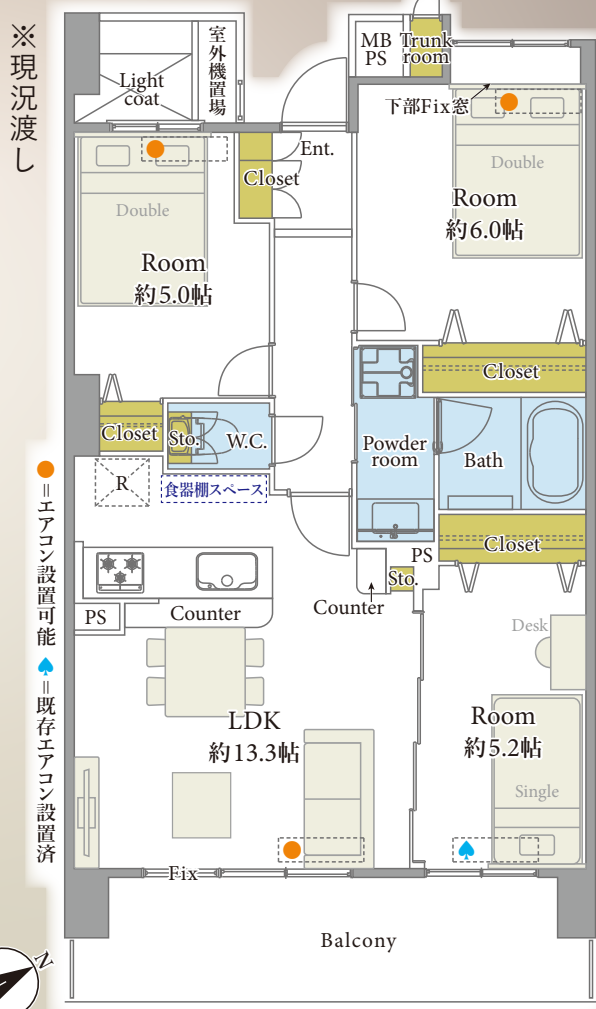 ※現況渡し
Light
coat
室外機置場
MB
PS
Trunk
room
下部Fix窓
Ent.
Closet
Double
Room
約5.0帖
Double
Room
約6.0帖
Closet
Closet
Sto.
W.C.
Powder
room
Bath
R
食器棚スペース
Closet
PS
Sto.
Counter
PS
Counter
Desk
LDK
約13.3帖
Room
約5.2帖
Single
Fix
Balcony
●=エアコン設置可能 ♠=既存エアコン設置済
N